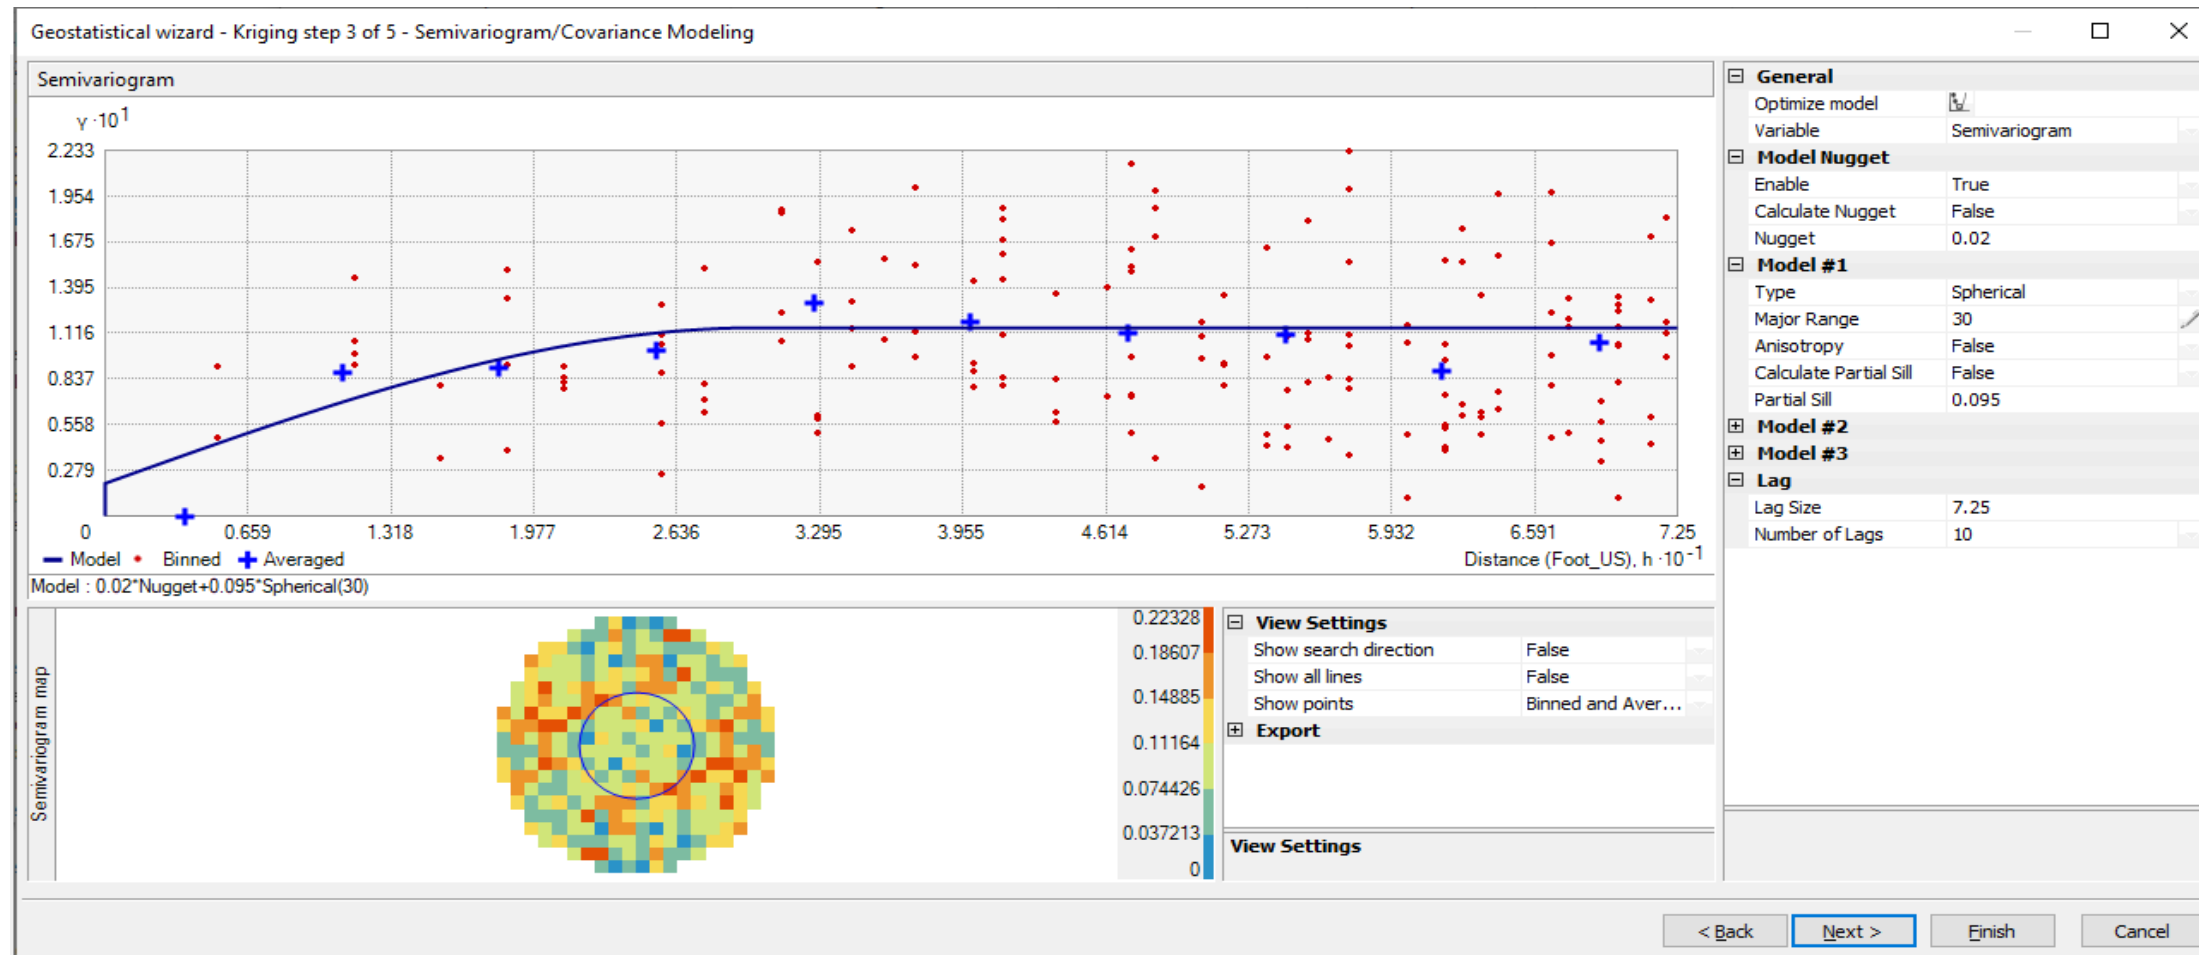 Geostatistical wizard - Kriging step 3 of 5 - Semivariogram/Covariance Modeling
Semivariogram
γ ·10¹
2.233
1.954
1.675
1.395
1.116
0.837
0.558
0.279
0 0.659 1.318 1.977 2.636 3.295 3.955 4.614 5.273 5.932 6.591 7.25
Model Binned Averaged Distance (Foot_US), h ·10⁻¹
Model : 0.02*Nugget+0.095*Spherical(30)
Semivariogram map
0.22328
0.18607
0.14885
0.11164
0.074426
0.037213
0
View Settings
Show search direction False
Show all lines False
Show points Binned and Aver...
Export
View Settings
General
Optimize model
Variable Semivariogram
Model Nugget
Enable True
Calculate Nugget False
Nugget 0.02
Model #1
Type Spherical
Major Range 30
Anisotropy False
Calculate Partial Sill False
Partial Sill 0.095
Model #2
Model #3
Lag
Lag Size 7.25
Number of Lags 10
< Back Next > Finish Cancel